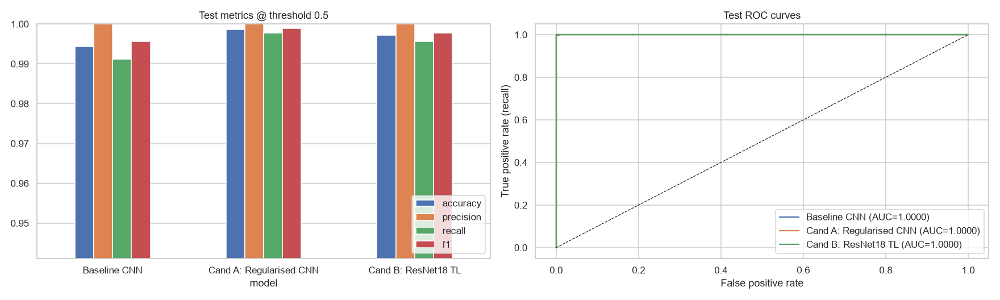 Test metrics @ threshold 0.5
1.00
0.99
0.98
0.97
0.96
0.95
accuracy
precision
recall
f1
Baseline CNN
Cand A: Regularised CNN
Cand B: ResNet18 TL
model
Test ROC curves
True positive rate (recall)
1.0
0.8
0.6
0.4
0.2
0.0
Baseline CNN (AUC=1.0000)
Cand A: Regularised CNN (AUC=1.0000)
Cand B: ResNet18 TL (AUC=1.0000)
0.0 0.2 0.4 0.6 0.8 1.0
False positive rate